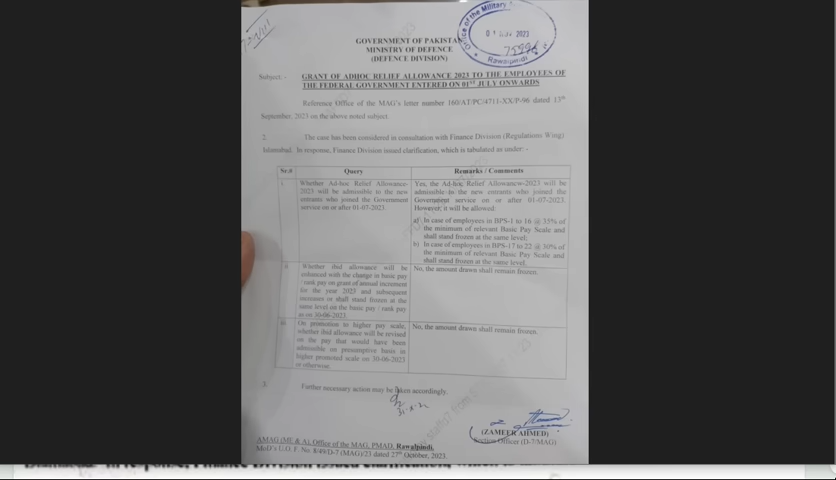 GOVERNMENT OF PAKISTAN
MINISTRY OF DEFENCE
(DEFENCE DIVISION)
Office of the Military
0 1 NOV 2023
Rawalpindi
Subject:- GRANT OF ADHOC RELIEF ALLOWANCE 2023 TO THE EMPLOYEES OF
THE FEDERAL GOVERNMENT ENTERED ON 01ST JULY ONWARDS
Reference Office of the MAG's letter number 160/AT/PC/4711-XX/P-96 dated 13th
September, 2023 on the above noted subject.
2. The case has been considered in consultation with Finance Division (Regulations Wing)
Islamabad. In response, Finance Division issued clarification, which is tabulated as under: -
Sr.# Query Remarks / Comments
i. Whether Ad-hoc Relief Allowance-
2023 will be admissible to the new
entrants who joined the Government
service on or after 01-07-2023.
Yes, the Ad-hoc Relief Allowance-2023 will be
admissible to the new entrants who joined the
Government service on or after 01-07-2023.
However, it will be allowed:
a) In case of employees in BPS-1 to 16 @ 35% of
the minimum of relevant Basic Pay Scale and
shall stand frozen at the same level;
b) In case of employees in BPS-17 to 22 @ 30% of
the minimum of relevant Basic Pay Scale and
shall stand frozen at the same level.
ii Whether ibid allowance will be
enhanced with the change in basic pay
/ rank pay on grant of annual increment
for the year 2023 and subsequent
increases or shall stand frozen at the
same level on the basic pay / rank pay
as on 30-06-2023.
No, the amount drawn shall remain frozen.
iii On promotion to higher pay scale,
whether ibid allowance will be revised
on the pay that would have been
admissible on presumptive basis in
higher promoted scale on 30-06-2023
or otherwise.
No, the amount drawn shall remain frozen.
3. Further necessary action may be taken accordingly.
(ZAMEER AHMED)
Section Officer (D-7/MAG)
AMAG (ME & A), Office of the MAG, PMAD, Rawalpindi.
MoD's U.O. F. No. 8/49/D-7 (MAG)/23 dated 27th October, 2023.